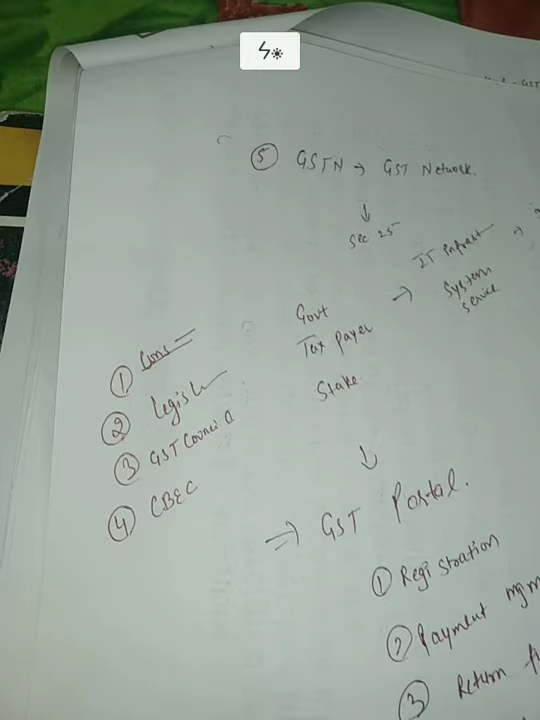 ⑤ GSTN → GST Network.
↓
Sec 25
IT Infrast →
Govt
Tax Payer → System
service
Stake
① Cons
② Legisl
③ GST Council
④ CBEC
↓
⇒ GST Portal.
① Registration
② Payment mgm
③ Return